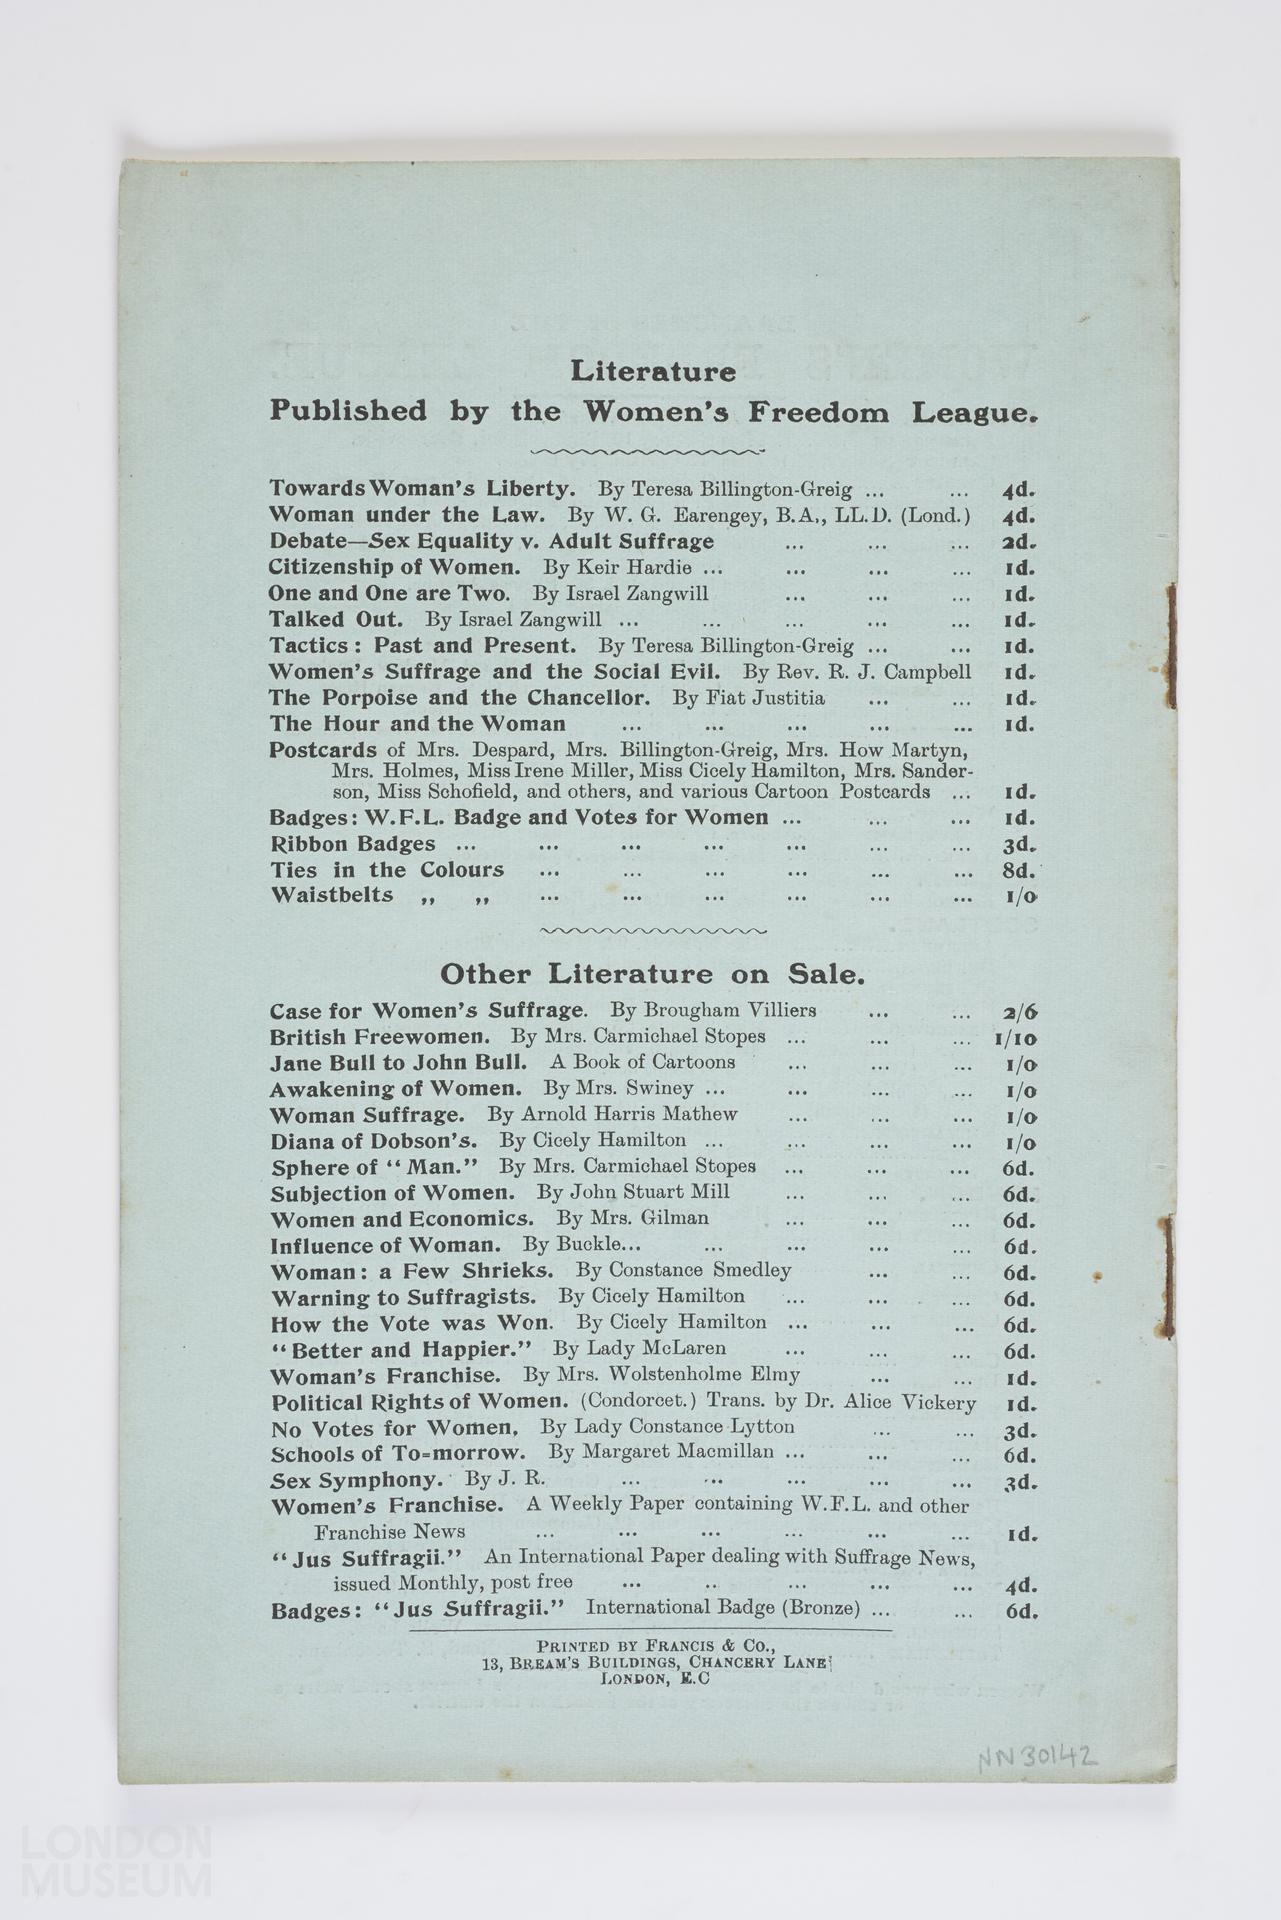 Literature
Published by the Women's Freedom League.
Towards Woman's Liberty. By Teresa Billington-Greig ... ... 4d.
Woman under the Law. By W. G. Earengey, B.A., LL.D. (Lond.) 4d.
Debate—Sex Equality v. Adult Suffrage ... ... ... 2d.
Citizenship of Women. By Keir Hardie ... ... ... ... 1d.
One and One are Two. By Israel Zangwill ... ... ... 1d.
Talked Out. By Israel Zangwill ... ... ... ... ... 1d.
Tactics: Past and Present. By Teresa Billington-Greig ... ... 1d.
Women's Suffrage and the Social Evil. By Rev. R. J. Campbell 1d.
The Porpoise and the Chancellor. By Fiat Justitia ... ... 1d.
The Hour and the Woman ... ... ... ... ... 1d.
Postcards of Mrs. Despard, Mrs. Billington-Greig, Mrs. How Martyn,
Mrs. Holmes, Miss Irene Miller, Miss Cicely Hamilton, Mrs. Sander-
son, Miss Schofield, and others, and various Cartoon Postcards ... 1d.
Badges: W.F.L. Badge and Votes for Women ... ... ... 1d.
Ribbon Badges ... ... ... ... ... ... ... 3d.
Ties in the Colours ... ... ... ... ... ... 8d.
Waistbelts „ „ ... ... ... ... ... ... 1/0
Other Literature on Sale.
Case for Women's Suffrage. By Brougham Villiers ... ... 2/6
British Freewomen. By Mrs. Carmichael Stopes ... ... ... 1/10
Jane Bull to John Bull. A Book of Cartoons ... ... ... 1/0
Awakening of Women. By Mrs. Swiney ... ... ... ... 1/0
Woman Suffrage. By Arnold Harris Mathew ... ... ... 1/0
Diana of Dobson's. By Cicely Hamilton ... ... ... ... 1/0
Sphere of "Man." By Mrs. Carmichael Stopes ... ... ... 6d.
Subjection of Women. By John Stuart Mill ... ... ... 6d.
Women and Economics. By Mrs. Gilman ... ... ... 6d.
Influence of Woman. By Buckle... ... ... ... ... 6d.
Woman: a Few Shrieks. By Constance Smedley ... ... 6d.
Warning to Suffragists. By Cicely Hamilton ... ... ... 6d.
How the Vote was Won. By Cicely Hamilton ... ... ... 6d.
"Better and Happier." By Lady McLaren ... ... ... 6d.
Woman's Franchise. By Mrs. Wolstenholme Elmy ... ... 1d.
Political Rights of Women. (Condorcet.) Trans. by Dr. Alice Vickery 1d.
No Votes for Women, By Lady Constance Lytton ... ... 3d.
Schools of To=morrow. By Margaret Macmillan ... ... ... 6d.
Sex Symphony. By J. R. ... ... ... ... ... 3d.
Women's Franchise. A Weekly Paper containing W.F.L. and other
Franchise News ... ... ... ... ... ... 1d.
"Jus Suffragii." An International Paper dealing with Suffrage News,
issued Monthly, post free ... .. ... ... ... 4d.
Badges: "Jus Suffragii." International Badge (Bronze) ... ... 6d.
PRINTED BY FRANCIS & CO.,
13, BREAM'S BUILDINGS, CHANCERY LANE
LONDON, E.C
NN30142
LONDON
MUSEUM